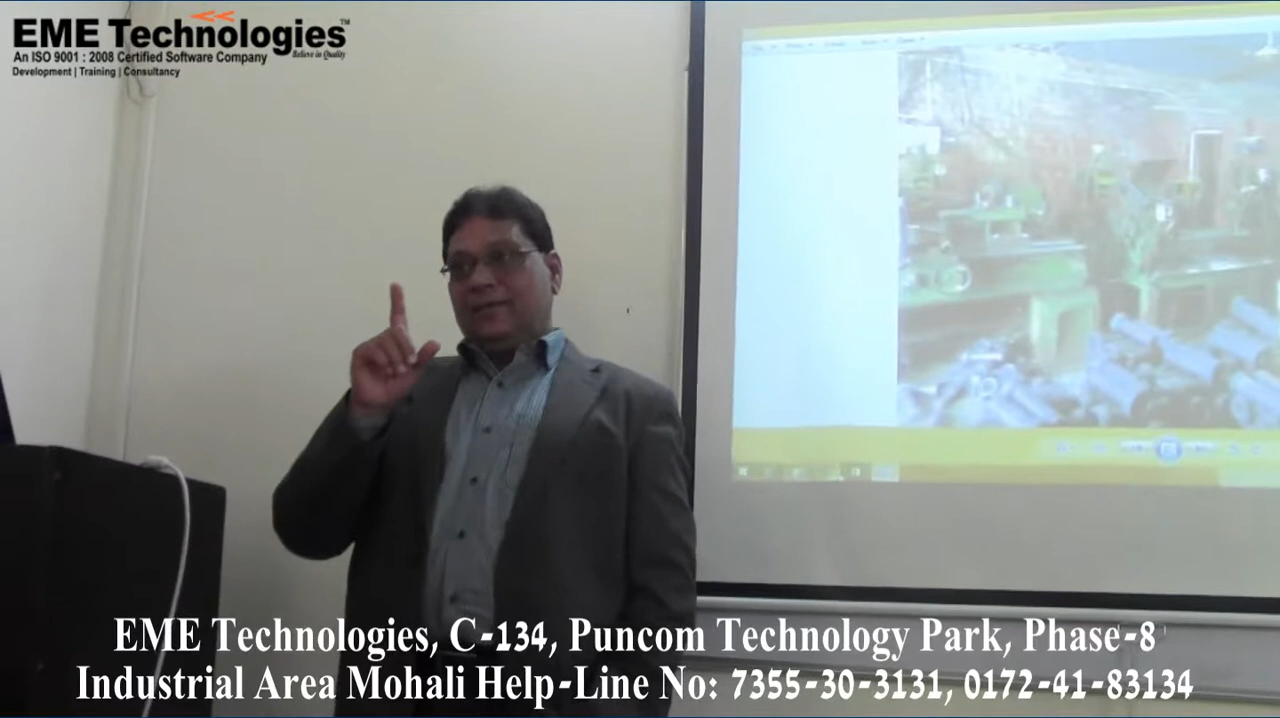 EME Technologies™
An ISO 9001 : 2008 Certified Software Company
Believe in Quality
Development | Training | Consultancy
EME Technologies, C-134, Puncom Technology Park, Phase-8
Industrial Area Mohali Help-Line No: 7355-30-3131, 0172-41-83134